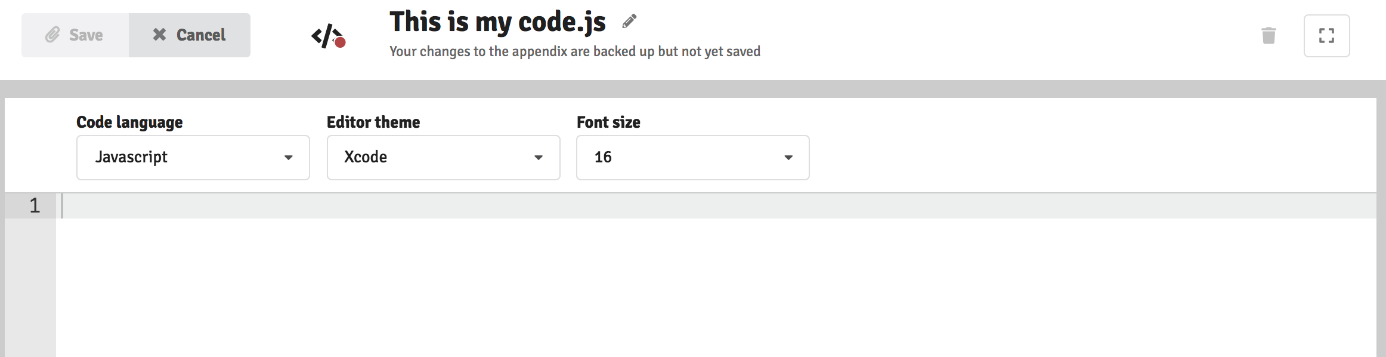 Save
Cancel
</>
This is my code.js
Your changes to the appendix are backed up but not yet saved
Code language
Editor theme
Font size
Javascript
Xcode
16
1